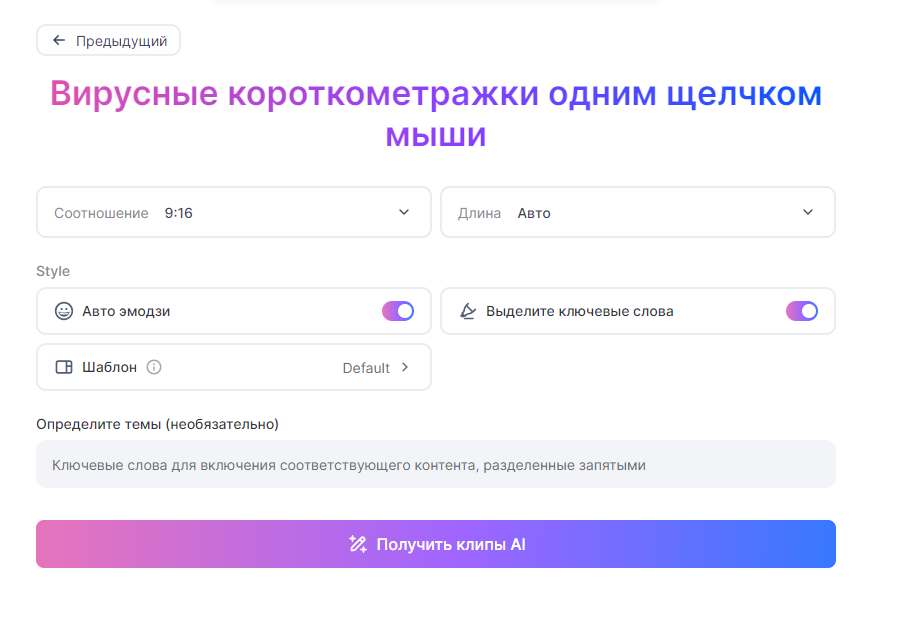 Предыдущий
Вирусные короткометражки одним щелчком
мыши
Соотношение 9:16
Длина Авто
Style
Авто эмодзи
Выделите ключевые слова
Шаблон
Default
Определите темы (необязательно)
Ключевые слова для включения соответствующего контента, разделенные запятыми
Получить клипы AI